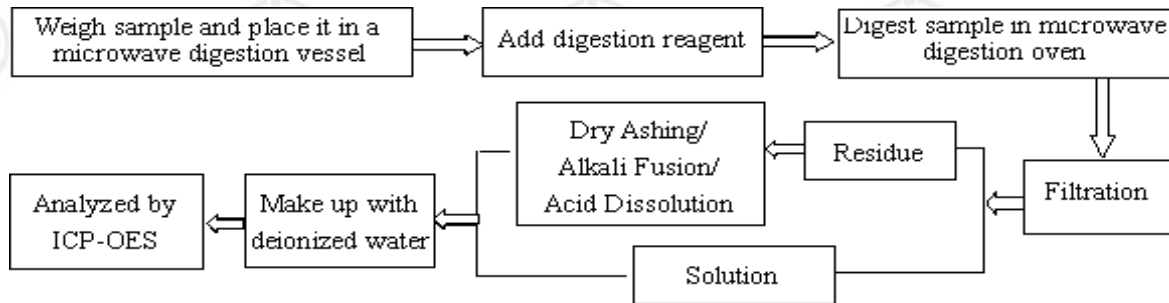 Weigh sample and place it in a
microwave digestion vessel
Add digestion reagent
Digest sample in microwave
digestion oven
Filtration
Residue
Dry Ashing/
Alkali Fusion/
Acid Dissolution
Solution
Make up with
deionized water
Analyzed by
ICP-OES